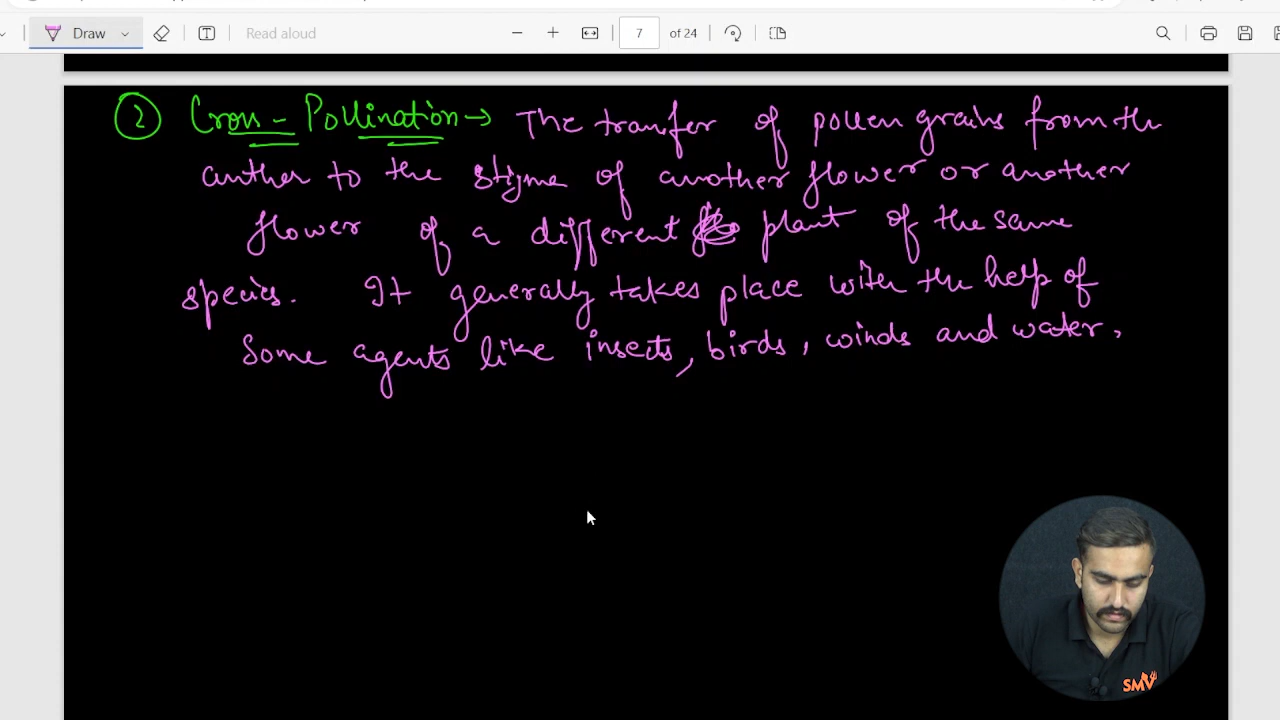 Draw
Read aloud
7
of 24
2 Cross-Pollination → The transfer of pollen grains from the
anther to the stigma of another flower or another
flower of a different plant of the same
species. It generally takes place with the help of
Some agents like insects, birds, winds and water,
SMV